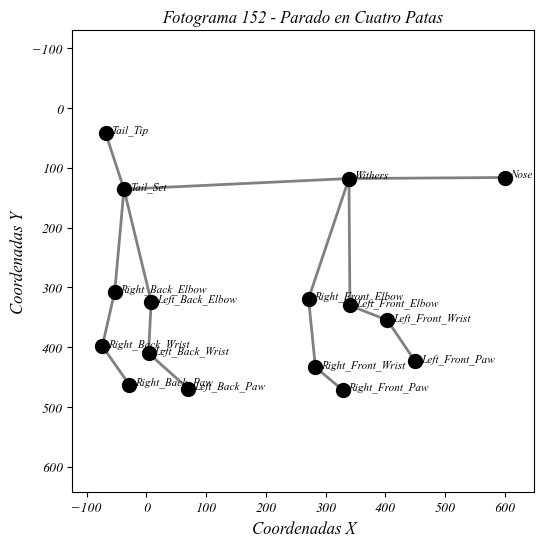 Fotograma 152 - Parado en Cuatro Patas
−100
0
100
200
300
400
500
600
Coordenadas Y
Tail_Tip
Tail_Set
Withers
Nose
Right_Back_Elbow
Left_Back_Elbow
Right_Front_Elbow
Left_Front_Elbow
Left_Front_Wrist
Right_Back_Wrist
Left_Back_Wrist
Right_Front_Wrist
Left_Front_Paw
Right_Back_Paw
Left_Back_Paw
Right_Front_Paw
−100 0 100 200 300 400 500 600
Coordenadas X